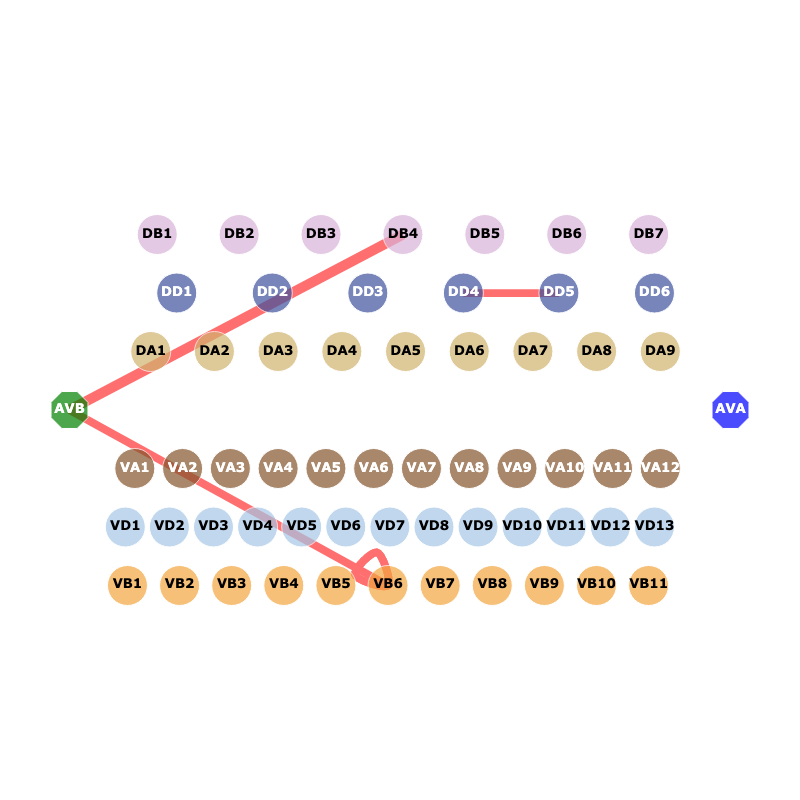 DB1 DB2 DB3 DB4 DB5 DB6 DB7
DD1 DD2 DD3 DD4 DD5 DD6
DA1 DA2 DA3 DA4 DA5 DA6 DA7 DA8 DA9
AVB AVA
VA1 VA2 VA3 VA4 VA5 VA6 VA7 VA8 VA9 VA10 VA11 VA12
VD1 VD2 VD3 VD4 VD5 VD6 VD7 VD8 VD9 VD10 VD11 VD12 VD13
VB1 VB2 VB3 VB4 VB5 VB6 VB7 VB8 VB9 VB10 VB11